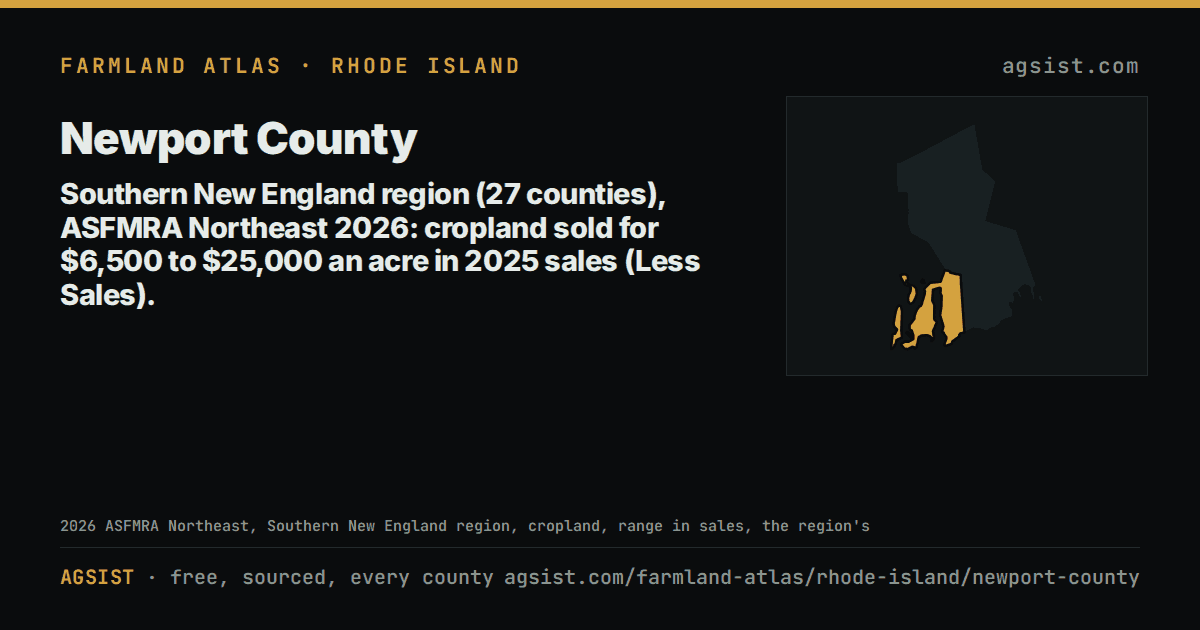 FARMLAND ATLAS · RHODE ISLAND
agsist.com
Newport County
Southern New England region (27 counties),
ASFMRA Northeast 2026: cropland sold for
$6,500 to $25,000 an acre in 2025 sales (Less
Sales).
2026 ASFMRA Northeast, Southern New England region, cropland, range in sales, the region's
AGSIST · free, sourced, every county agsist.com/farmland-atlas/rhode-island/newport-county